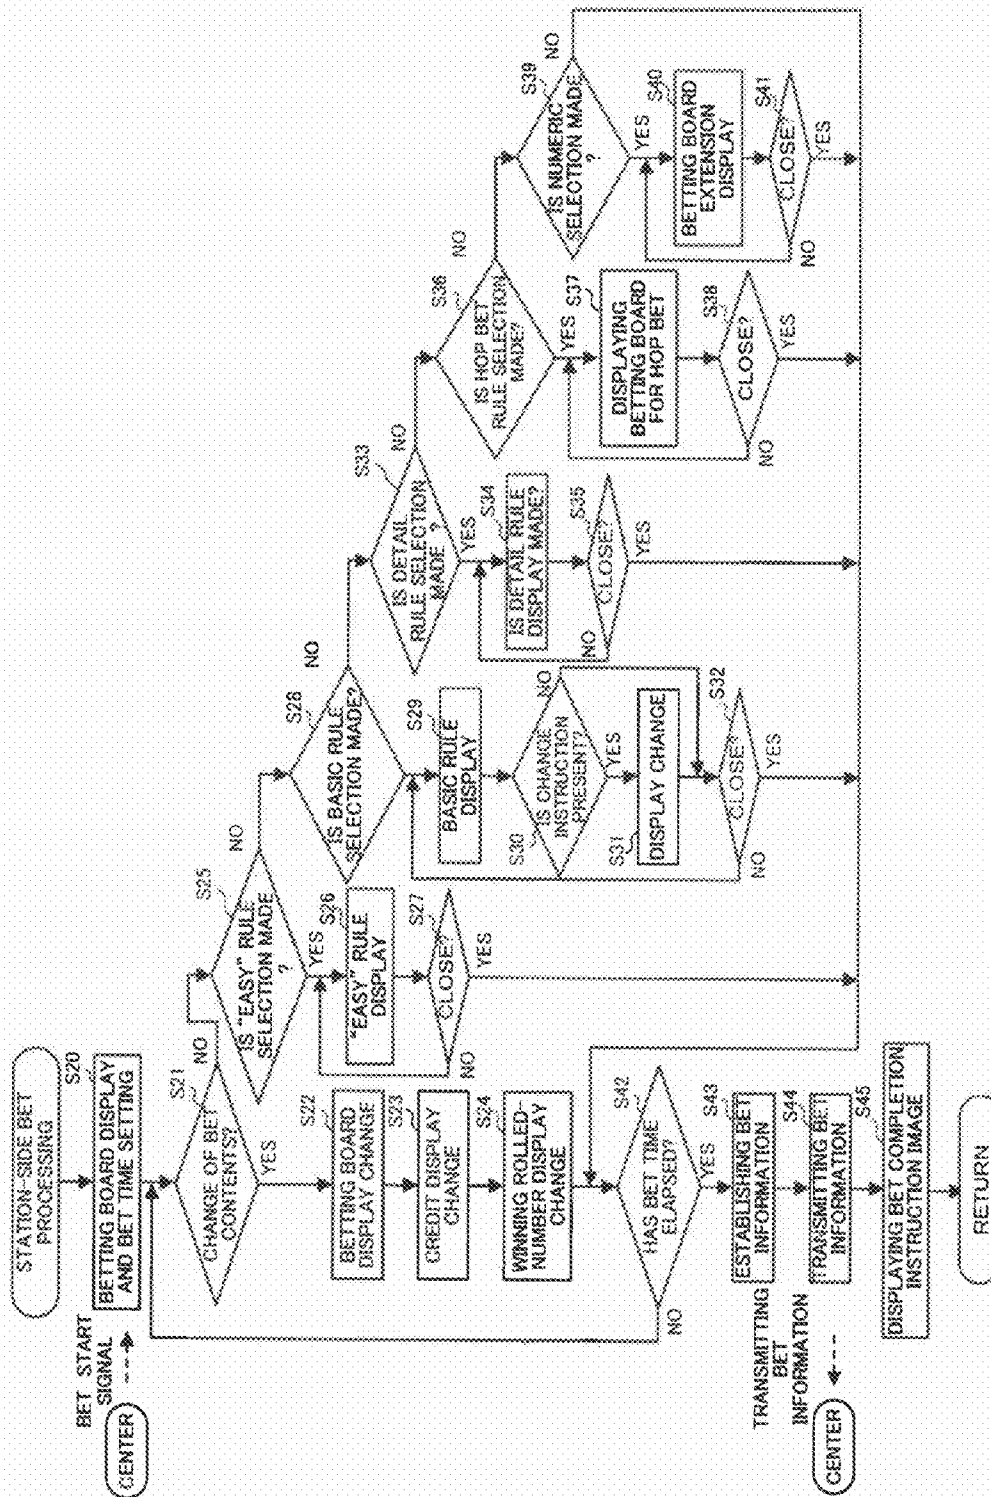 STATION-SIDE BET
PROCESSING
BET START
SIGNAL
CENTER
S20
BETTING BOARD DISPLAY
AND BET TIME SETTING
S21
CHANGE OF BET
CONTENTS?
NO
YES
S22
BETTING BOARD
DISPLAY CHANGE
S23
CREDIT DISPLAY
CHANGE
S24
WINNING ROLLED-
NUMBER DISPLAY
CHANGE
S25
IS "EASY" RULE
SELECTION MADE
?
NO
YES
S26
"EASY" RULE
DISPLAY
S27
CLOSE?
NO
YES
S28
IS BASIC RULE
SELECTION MADE?
NO
S29
BASIC RULE
DISPLAY
S30
IS CHANGE
INSTRUCTION
PRESENT?
NO
YES
S31
DISPLAY CHANGE
S32
CLOSE?
NO
YES
S33
IS DETAIL
RULE SELECTION
MADE ?
NO
YES
S34
IS DETAIL RULE
DISPLAY MADE?
S35
CLOSE?
NO
YES
S36
IS HOP BET
RULE SELECTION
MADE?
NO
YES
S37
DISPLAYING
BETTING BOARD
FOR HOP BET
S38
CLOSE?
NO
YES
S39
IS NUMERIC
SELECTION MADE
?
NO
YES
S40
BETTING BOARD
EXTENSION
DISPLAY
S41
CLOSE?
NO
YES
S42
HAS BET TIME
ELAPSED?
NO
YES
S43
ESTABLISHING BET
INFORMATION
TRANSMITTING
BET
INFORMATION
CENTER
S44
TRANSMITTING BET
INFORMATION
S45
DISPLAYING BET COMPLETION
INSTRUCTION IMAGE
RETURN